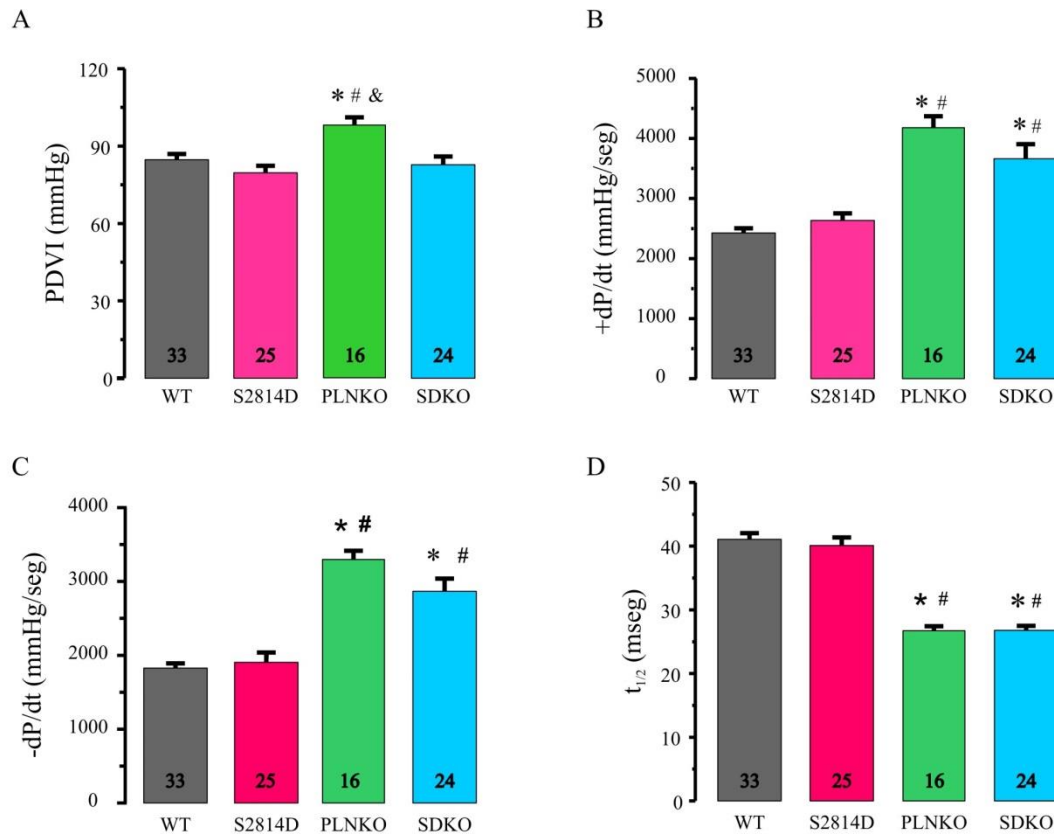 A
PDVI (mmHg)
120
90
60
30
0
* # &
33
25
16
24
WT
S2814D
PLNKO
SDKO
B
+dP/dt (mmHg/seg)
5000
4000
3000
2000
1000
0
* #
* #
33
25
16
24
WT
S2814D
PLNKO
SDKO
C
-dP/dt (mmHg/seg)
4000
3000
2000
1000
0
* #
* #
33
25
16
24
WT
S2814D
PLNKO
SDKO
D
t1/2 (mseg)
50
40
30
20
10
0
* #
* #
33
25
16
24
WT
S2814D
PLNKO
SDKO